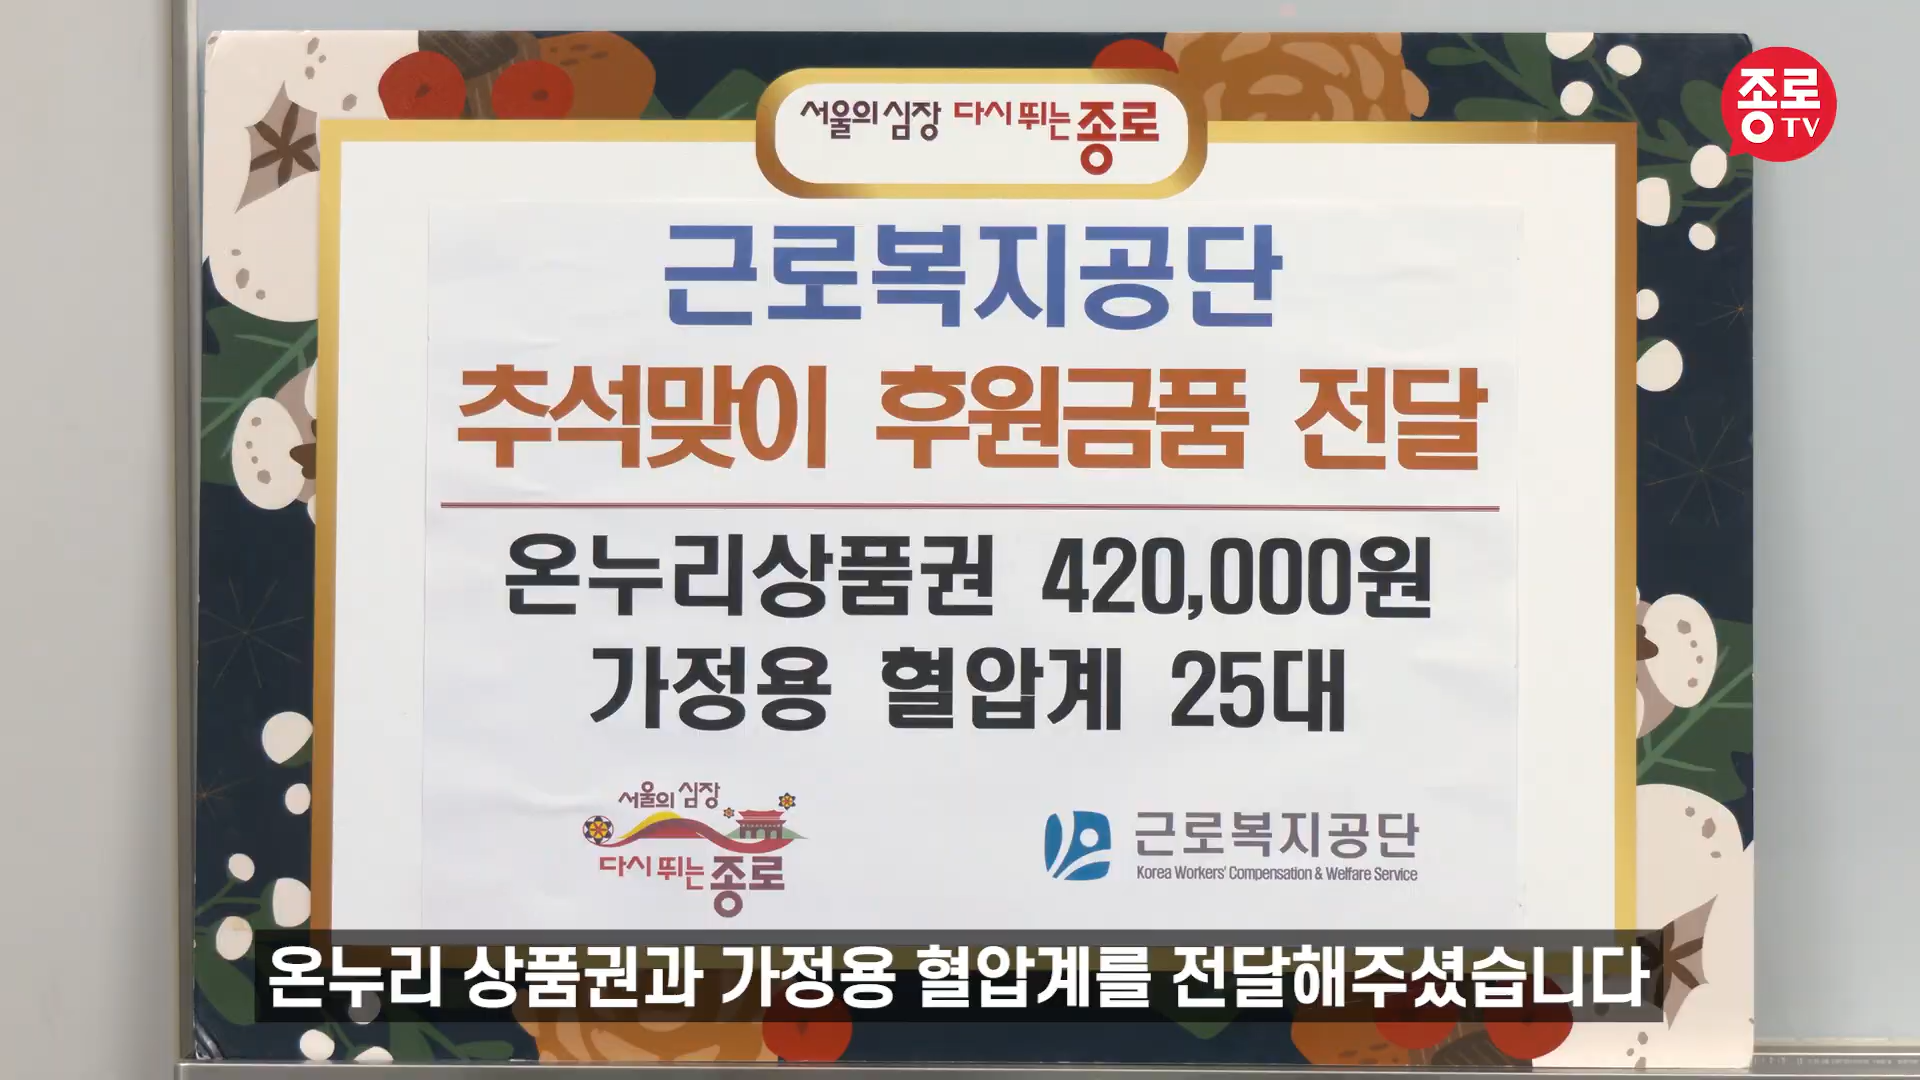 서울의 심장 다시 뛰는 종로
종로TV
근로복지공단
추석맞이 후원금품 전달
온누리상품권 420,000원
가정용 혈압계 25대
서울의 심장
다시 뛰는 종로
근로복지공단
Korea Workers' Compensation & Welfare Service
온누리 상품권과 가정용 혈압계를 전달해주셨습니다